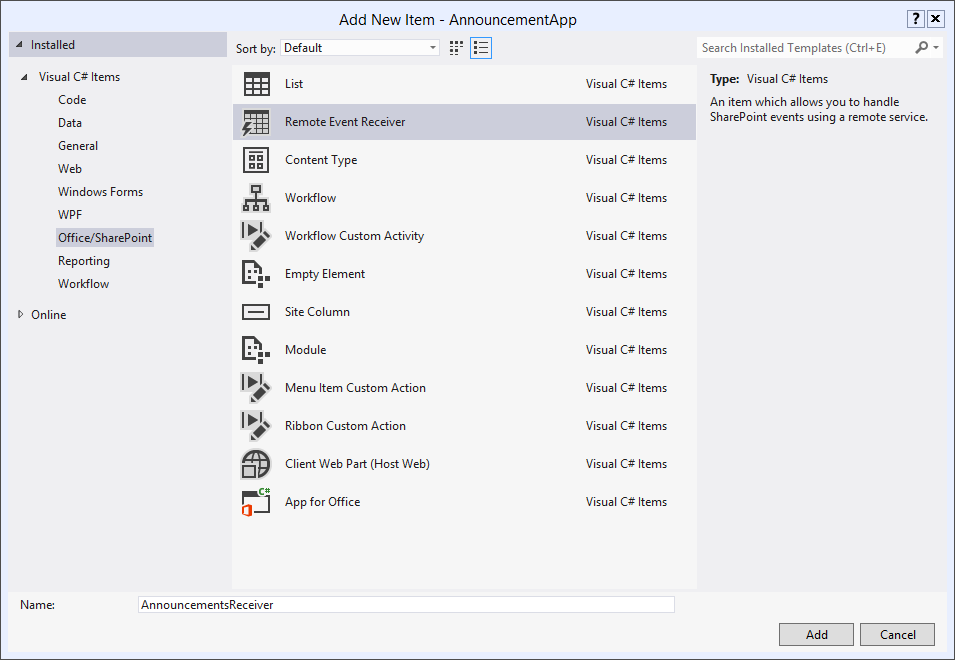 Add New Item - AnnouncementApp
?
Installed
Sort by: Default
Search Installed Templates (Ctrl+E)
Visual C# Items
Code
Data
General
Web
Windows Forms
WPF
Office/SharePoint
Reporting
Workflow
Online
List Visual C# Items
Remote Event Receiver Visual C# Items
Content Type Visual C# Items
Workflow Visual C# Items
Workflow Custom Activity Visual C# Items
Empty Element Visual C# Items
Site Column Visual C# Items
Module Visual C# Items
Menu Item Custom Action Visual C# Items
Ribbon Custom Action Visual C# Items
Client Web Part (Host Web) Visual C# Items
C#
App for Office Visual C# Items
Type: Visual C# Items
An item which allows you to handle
SharePoint events using a remote service.
Name: AnnouncementsReceiver
Add Cancel